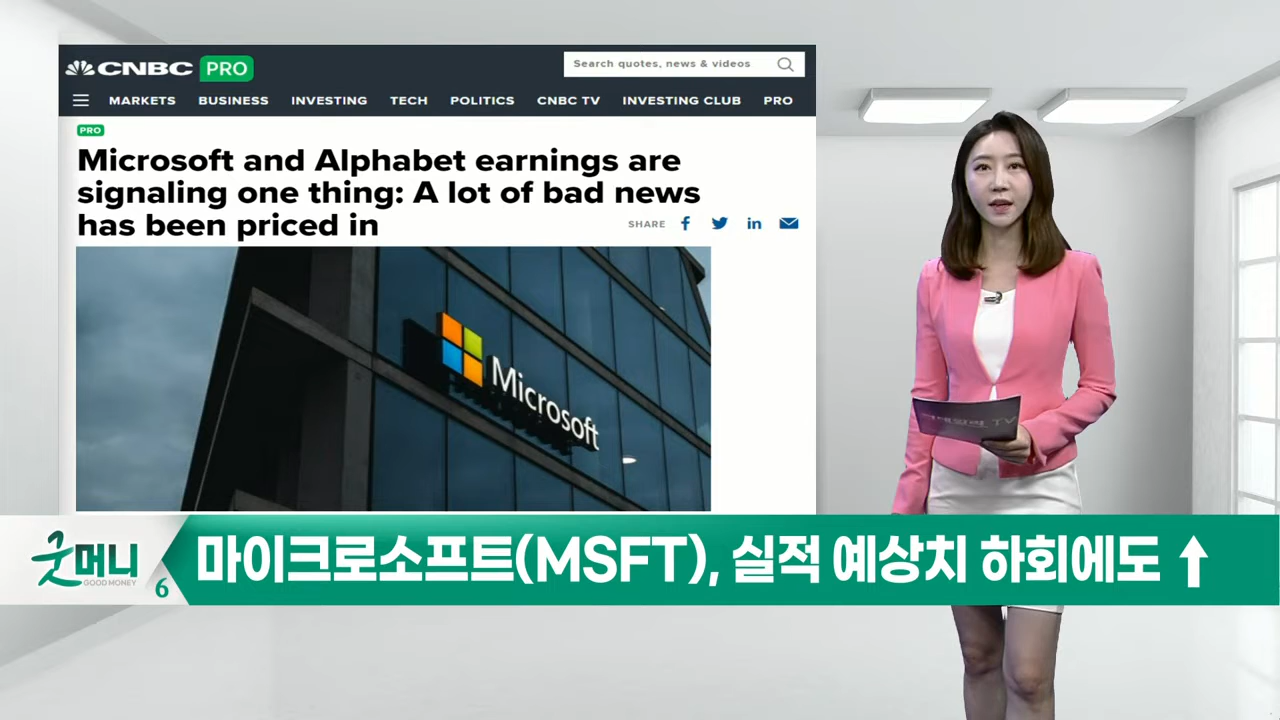 CNBC PRO
Search quotes, news & videos
MARKETS BUSINESS INVESTING TECH POLITICS CNBC TV INVESTING CLUB PRO
PRO
Microsoft and Alphabet earnings are
signaling one thing: A lot of bad news
has been priced in
SHARE
Microsoft
TV
굿머니
GOOD MONEY
6
마이크로소프트(MSFT), 실적 예상치 하회에도 ↑